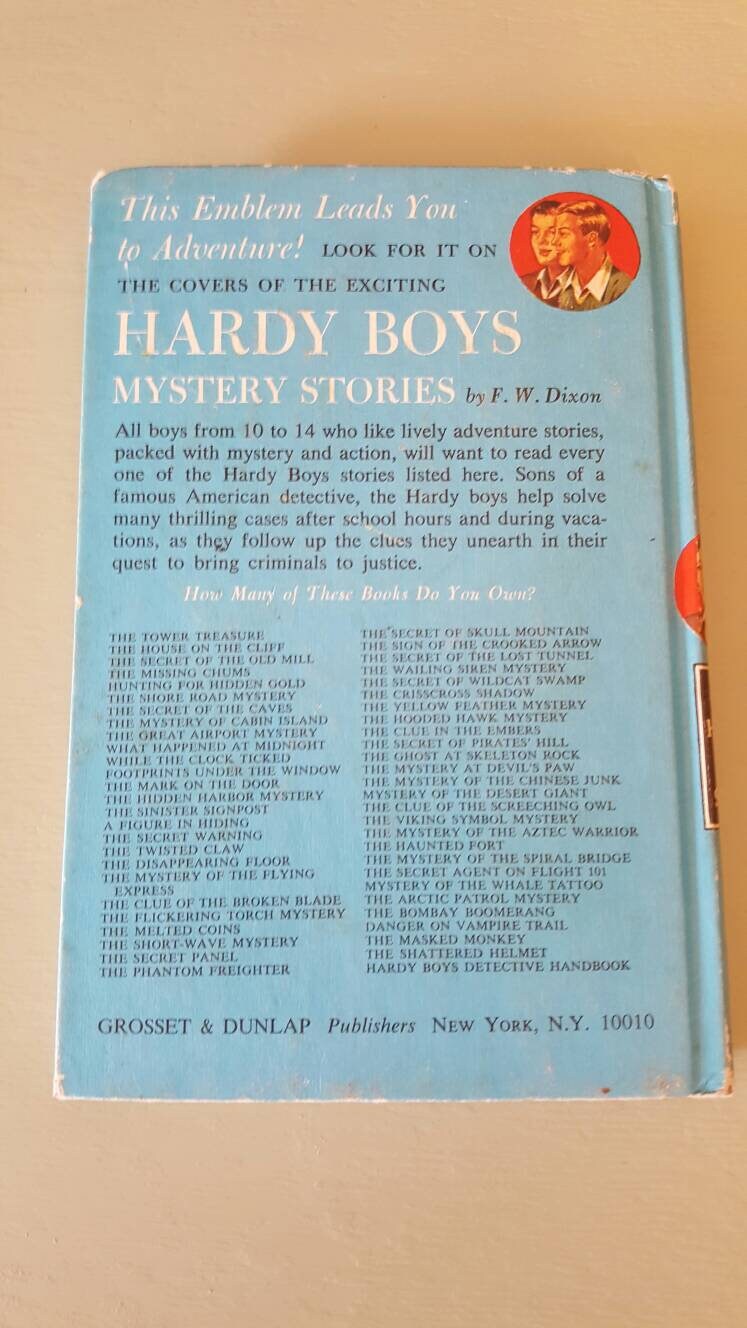 This Emblem Leads You
to Adventure! LOOK FOR IT ON
THE COVERS OF THE EXCITING
HARDY BOYS
MYSTERY STORIES by F. W. Dixon
All boys from 10 to 14 who like lively adventure stories,
packed with mystery and action, will want to read every
one of the Hardy Boys stories listed here. Sons of a
famous American detective, the Hardy boys help solve
many thrilling cases after school hours and during vaca-
tions, as they follow up the clues they unearth in their
quest to bring criminals to justice.
How Many of These Books Do You Own?
THE TOWER TREASURE
THE HOUSE ON THE CLIFF
THE SECRET OF THE OLD MILL
THE MISSING CHUMS
HUNTING FOR HIDDEN GOLD
THE SHORE ROAD MYSTERY
THE SECRET OF THE CAVES
THE MYSTERY OF CABIN ISLAND
THE GREAT AIRPORT MYSTERY
WHAT HAPPENED AT MIDNIGHT
WHILE THE CLOCK TICKED
FOOTPRINTS UNDER THE WINDOW
THE MARK ON THE DOOR
THE HIDDEN HARBOR MYSTERY
THE SINISTER SIGNPOST
A FIGURE IN HIDING
THE SECRET WARNING
THE TWISTED CLAW
THE DISAPPEARING FLOOR
THE MYSTERY OF THE FLYING
EXPRESS
THE CLUE OF THE BROKEN BLADE
THE FLICKERING TORCH MYSTERY
THE MELTED COINS
THE SHORT-WAVE MYSTERY
THE SECRET PANEL
THE PHANTOM FREIGHTER
THE SECRET OF SKULL MOUNTAIN
THE SIGN OF THE CROOKED ARROW
THE SECRET OF THE LOST TUNNEL
THE WAILING SIREN MYSTERY
THE SECRET OF WILDCAT SWAMP
THE CRISSCROSS SHADOW
THE YELLOW FEATHER MYSTERY
THE HOODED HAWK MYSTERY
THE CLUE IN THE EMBERS
THE SECRET OF PIRATES' HILL
THE GHOST AT SKELETON ROCK
THE MYSTERY AT DEVIL'S PAW
THE MYSTERY OF THE CHINESE JUNK
MYSTERY OF THE DESERT GIANT
THE CLUE OF THE SCREECHING OWL
THE VIKING SYMBOL MYSTERY
THE MYSTERY OF THE AZTEC WARRIOR
THE HAUNTED FORT
THE MYSTERY OF THE SPIRAL BRIDGE
THE SECRET AGENT ON FLIGHT 101
MYSTERY OF THE WHALE TATTOO
THE ARCTIC PATROL MYSTERY
THE BOMBAY BOOMERANG
DANGER ON VAMPIRE TRAIL
THE MASKED MONKEY
THE SHATTERED HELMET
HARDY BOYS DETECTIVE HANDBOOK
GROSSET & DUNLAP Publishers NEW YORK, N.Y. 10010